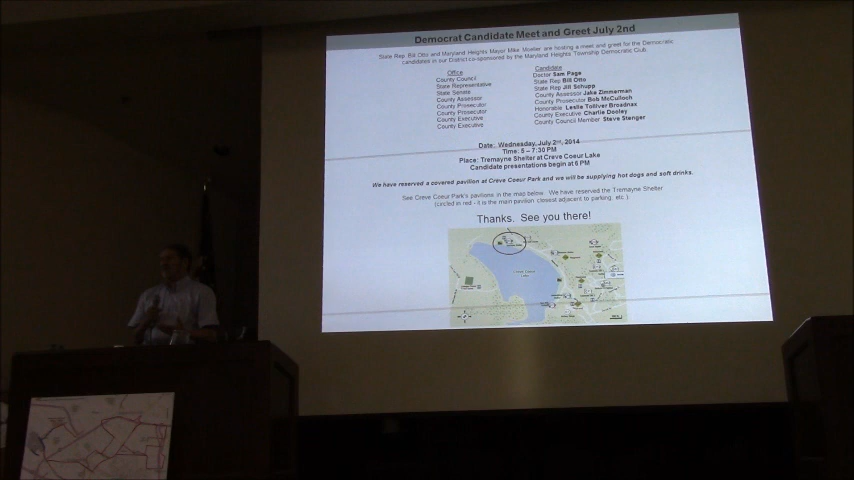 Democrat Candidate Meet and Greet July 2nd
State Rep Bill Otto and Maryland Heights Mayor Mike Moeller are hosting a meet and greet for the Democratic
candidates in our District co-sponsored by the Maryland Heights Township Democratic Club.
Office Candidate
County Council Doctor Sam Page
State Representative State Rep Bill Otto
State Senate State Rep Jill Schupp
County Assessor County Assessor Jake Zimmerman
County Prosecutor County Prosecutor Bob McCulloch
County Prosecutor Honorable Leslie Tolliver Broadnax
County Executive County Executive Charlie Dooley
County Executive County Council Member Steve Stenger
Date: Wednesday, July 2nd, 2014
Time: 5 – 7:30 PM
Place: Tremayne Shelter at Creve Coeur Lake
Candidate presentations begin at 6 PM
We have reserved a covered pavilion at Creve Coeur Park and we will be supplying hot dogs and soft drinks.
See Creve Coeur Park's pavilions in the map below. We have reserved the Tremayne Shelter
(circled in red - it is the main pavilion closest adjacent to parking, etc.)
Thanks. See you there!